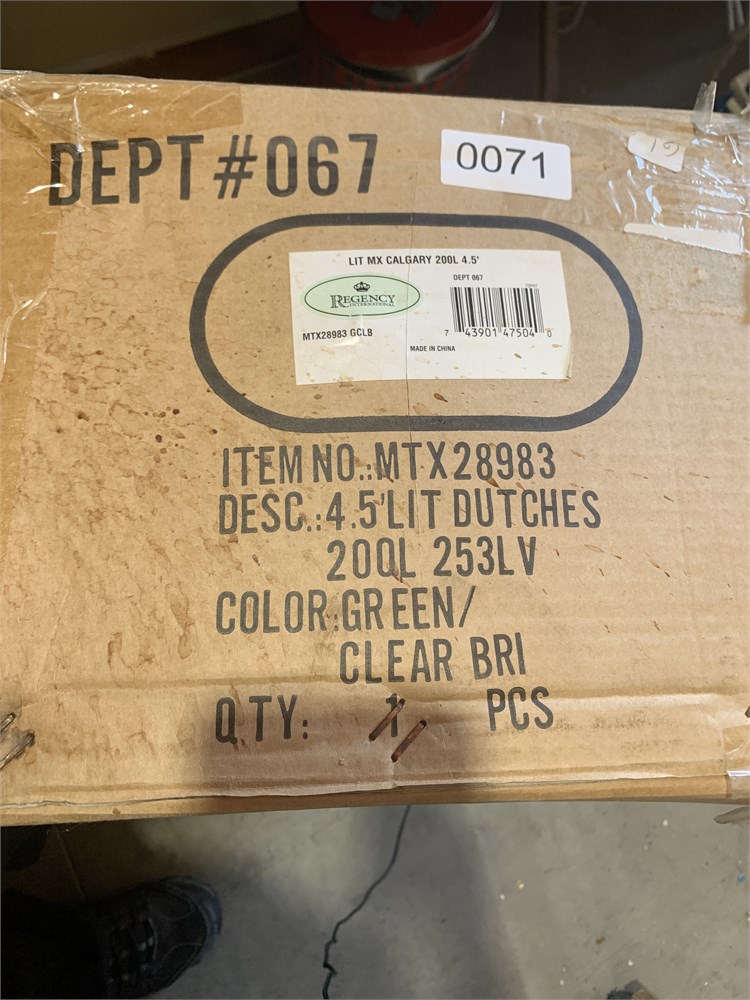 DEPT #067
0071
19
LIT MX CALGARY 200L 4.5'
DEPT 067
REGENCY
INTERNATIONAL
MTX28983 GCLB
7 43901 47504 0
MADE IN CHINA
ITEM NO.:MTX28983
DESC.:4.5'LIT DUTCHES
200L 253LV
COLOR:GREEN/
CLEAR BRI
QTY: 1 PCS